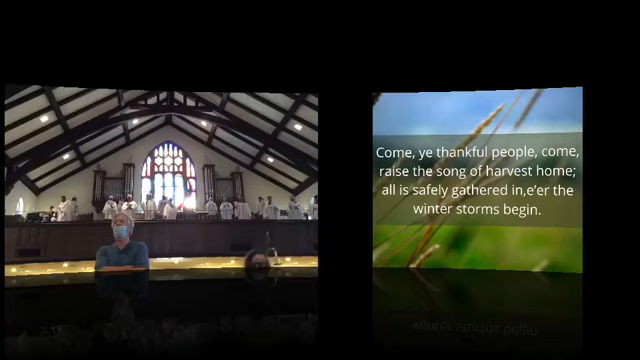 Come, ye thankful people, come,
raise the song of harvest home;
all is safely gathered in,e'er the
winter storms begin.